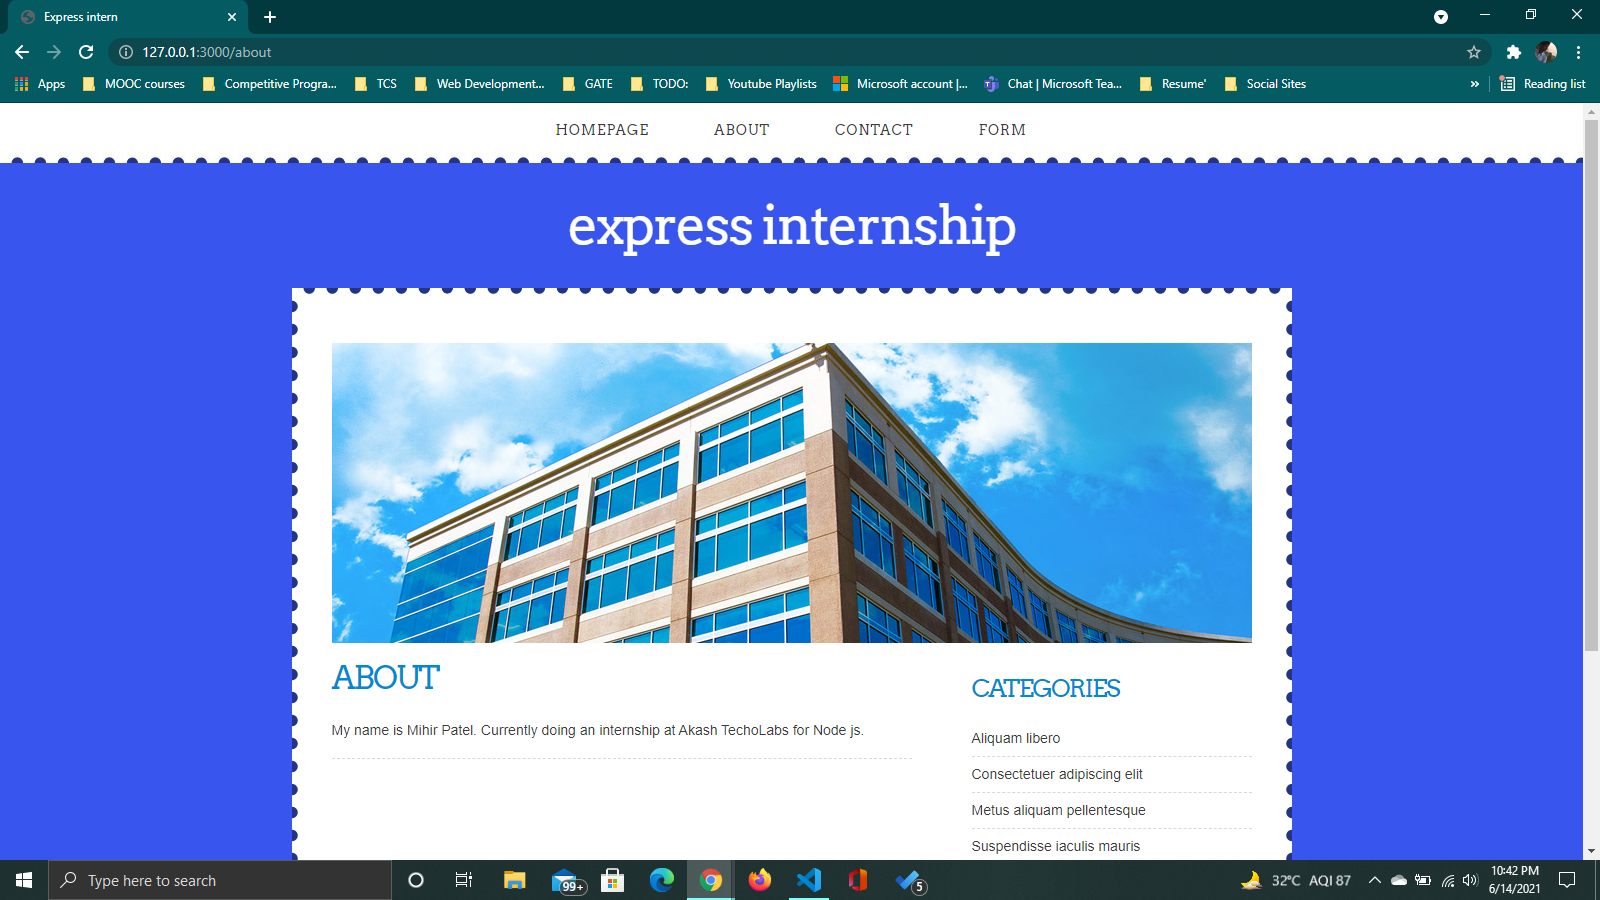 Express intern
127.0.0.1:3000/about
Apps MOOC courses Competitive Progra... TCS Web Development... GATE TODO: Youtube Playlists Microsoft account |... Chat | Microsoft Tea... Resume' Social Sites » Reading list
HOMEPAGE ABOUT CONTACT FORM
express internship
ABOUT
My name is Mihir Patel. Currently doing an internship at Akash TechoLabs for Node js.
CATEGORIES
Aliquam libero
Consectetuer adipiscing elit
Metus aliquam pellentesque
Suspendisse iaculis mauris
Type here to search
99+
5
32°C AQI 87
10:42 PM
6/14/2021